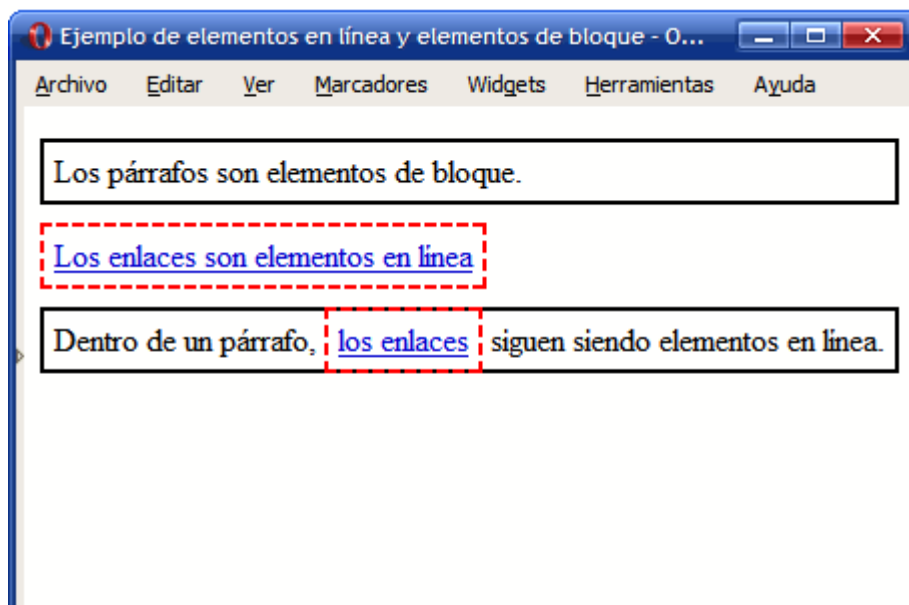 Ejemplo de elementos en línea y elementos de bloque - O...
Archivo Editar Ver Marcadores Widgets Herramientas Ayuda
Los párrafos son elementos de bloque.
Los enlaces son elementos en línea
Dentro de un párrafo, los enlaces siguen siendo elementos en línea.